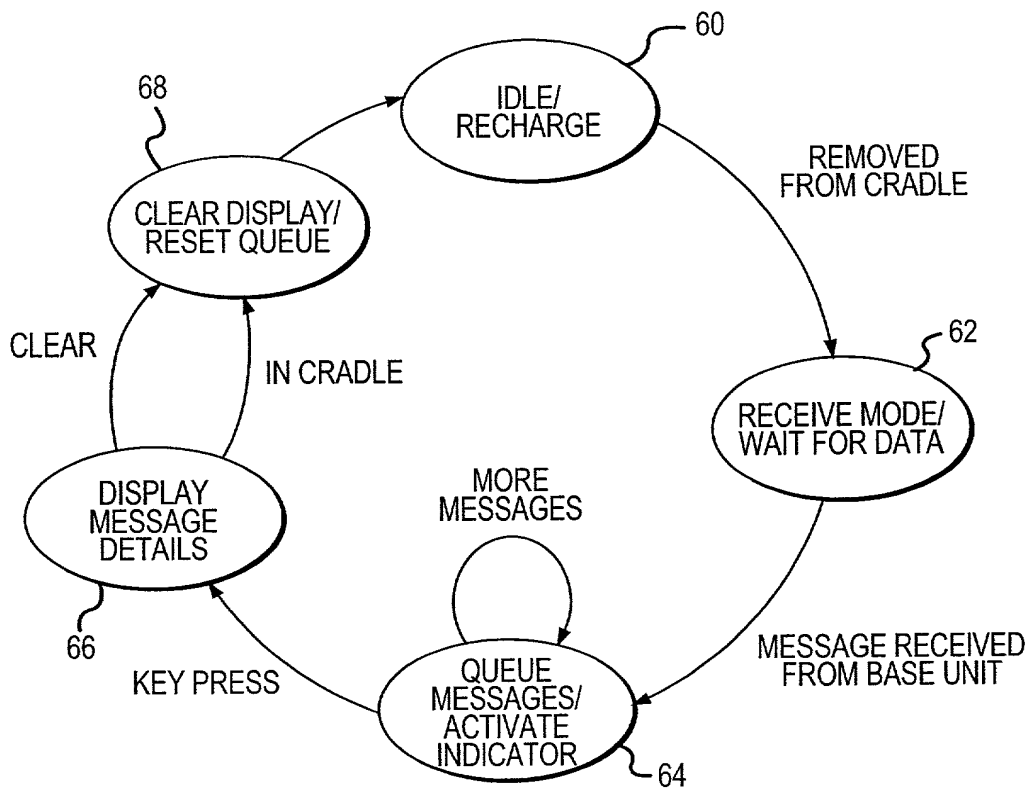 60
IDLE/
RECHARGE
68
REMOVED
FROM CRADLE
CLEAR DISPLAY/
RESET QUEUE
62
CLEAR
IN CRADLE
RECEIVE MODE/
WAIT FOR DATA
MORE
MESSAGES
DISPLAY
MESSAGE
DETAILS
66
MESSAGE RECEIVED
FROM BASE UNIT
KEY PRESS
QUEUE
MESSAGES/
ACTIVATE
INDICATOR
64